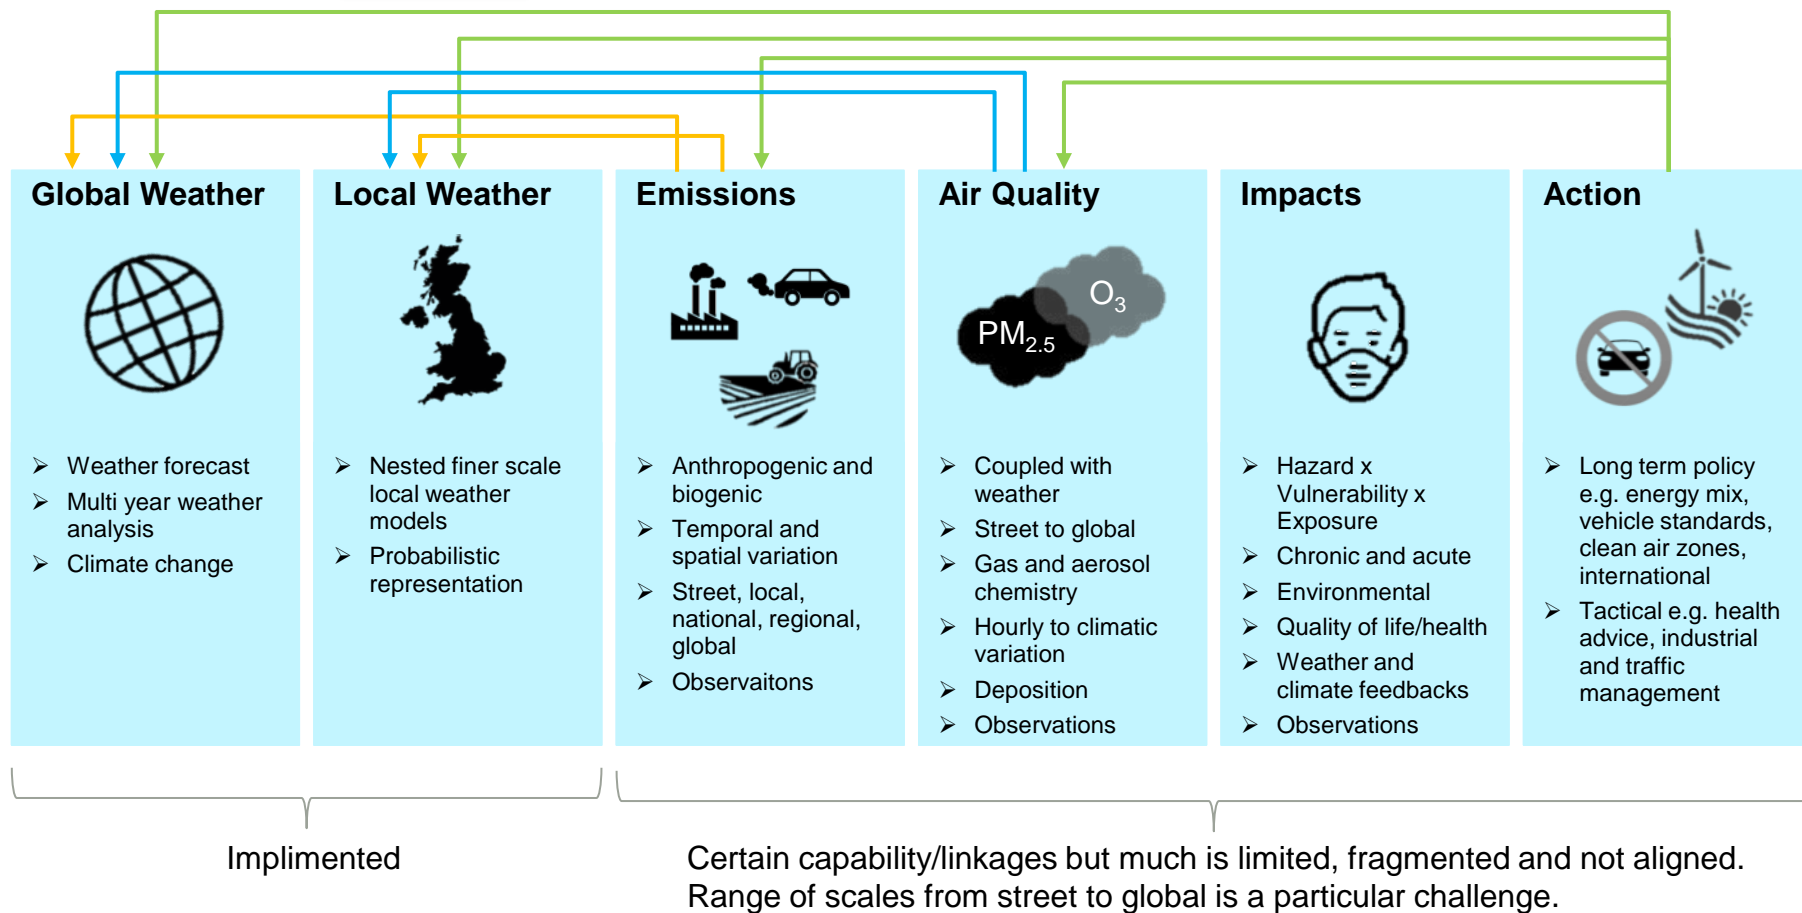 Global Weather
➢ Weather forecast
➢ Multi year weather
analysis
➢ Climate change
Local Weather
➢ Nested finer scale
local weather
models
➢ Probabilistic
representation
Emissions
➢ Anthropogenic and
biogenic
➢ Temporal and
spatial variation
➢ Street, local,
national, regional,
global
➢ Observaitons
Air Quality
O3
PM2.5
➢ Coupled with
weather
➢ Street to global
➢ Gas and aerosol
chemistry
➢ Hourly to climatic
variation
➢ Deposition
➢ Observations
Impacts
➢ Hazard x
Vulnerability x
Exposure
➢ Chronic and acute
➢ Environmental
➢ Quality of life/health
➢ Weather and
climate feedbacks
➢ Observations
Action
➢ Long term policy
e.g. energy mix,
vehicle standards,
clean air zones,
international
➢ Tactical e.g. health
advice, industrial
and traffic
management
Implimented
Certain capability/linkages but much is limited, fragmented and not aligned.
Range of scales from street to global is a particular challenge.